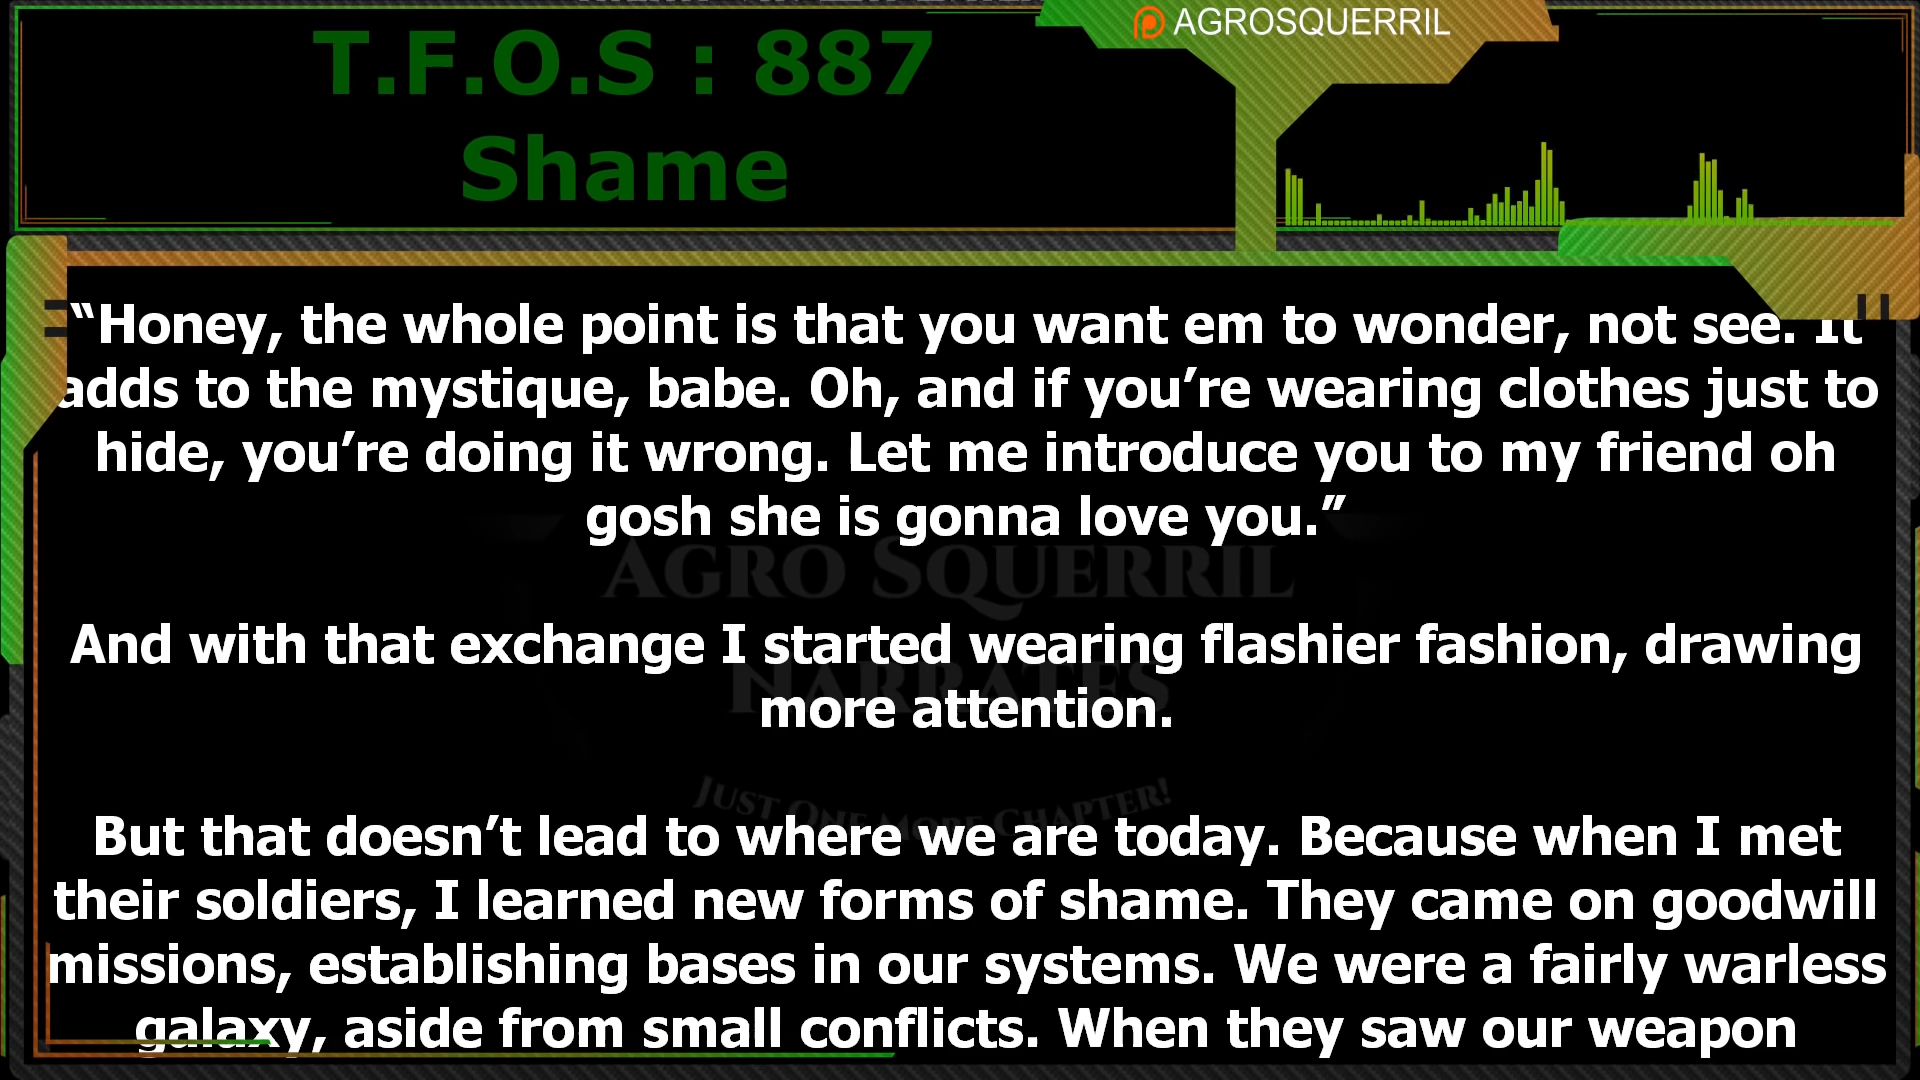 AGROSQUERRIL
T.F.O.S : 887
Shame
“Honey, the whole point is that you want em to wonder, not see. It
adds to the mystique, babe. Oh, and if you’re wearing clothes just to
hide, you’re doing it wrong. Let me introduce you to my friend oh
gosh she is gonna love you.”
And with that exchange I started wearing flashier fashion, drawing
more attention.
But that doesn’t lead to where we are today. Because when I met
their soldiers, I learned new forms of shame. They came on goodwill
missions, establishing bases in our systems. We were a fairly warless
galaxy, aside from small conflicts. When they saw our weapon
AGRO SQUERRIL
NARRATES
JUST ONE MORE CHAPTER!